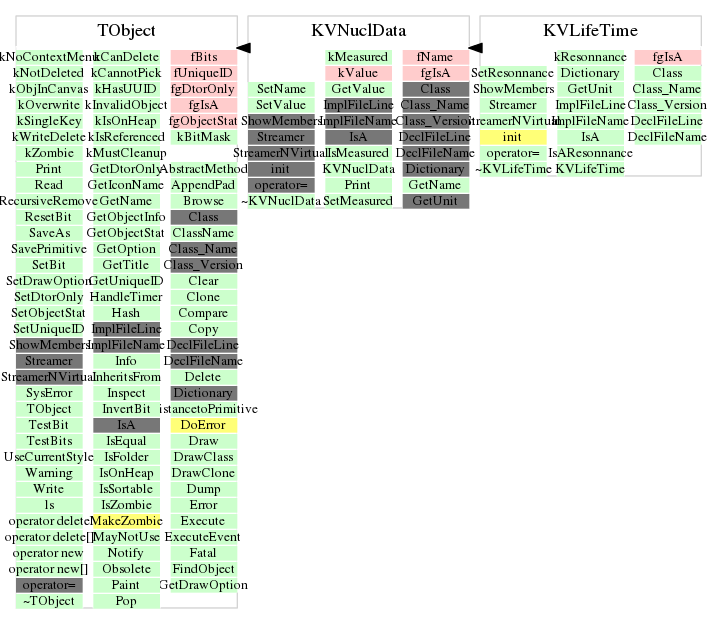 TObject
kNoContextMenu kCanDelete fBits
kNotDeleted kCannotPick fUniqueID
kObjInCanvas kHasUUID fgDtorOnly
kOverwrite kInvalidObject fgIsA
kSingleKey kIsOnHeap fgObjectStat
kWriteDelete kIsReferenced kBitMask
kZombie kMustCleanup
Print GetDtorOnly AbstractMethod
Read GetIconName AppendPad
RecursiveRemove GetName Browse
ResetBit GetObjectInfo Class
SaveAs GetObjectStat ClassName
SavePrimitive GetOption Class_Name
SetBit GetTitle Class_Version
SetDrawOption GetUniqueID Clear
SetDtorOnly HandleTimer Clone
SetObjectStat Hash Compare
SetUniqueID ImplFileLine Copy
ShowMembers ImplFileName DeclFileLine
Streamer Info DeclFileName
StreamerNVirtual InheritsFrom Delete
SysError Inspect Dictionary
TObject InvertBit istancetoPrimitive
TestBit IsA DoError
TestBits IsEqual Draw
UseCurrentStyle IsFolder DrawClass
Warning IsOnHeap DrawClone
Write IsSortable Dump
ls IsZombie Error
operator delete MakeZombie Execute
operator delete[] MayNotUse ExecuteEvent
operator new Notify Fatal
operator new[] Obsolete FindObject
operator= Paint GetDrawOption
~TObject Pop
KVNuclData
kMeasured fName
kValue fgIsA
SetName GetValue Class
SetValue ImplFileLine Class_Name
ShowMembers ImplFileName Class_Version
Streamer IsA DeclFileLine
StreamerNVirtual IsMeasured DeclFileName
init KVNuclData Dictionary
operator= Print GetName
~KVNuclData SetMeasured GetUnit
KVLifeTime
kResonnance fgIsA
SetResonnance Dictionary Class
ShowMembers GetUnit Class_Name
Streamer ImplFileLine Class_Version
treamerNVirtual ImplFileName DeclFileLine
init IsA DeclFileName
operator= IsAResonnance
~KVLifeTime KVLifeTime